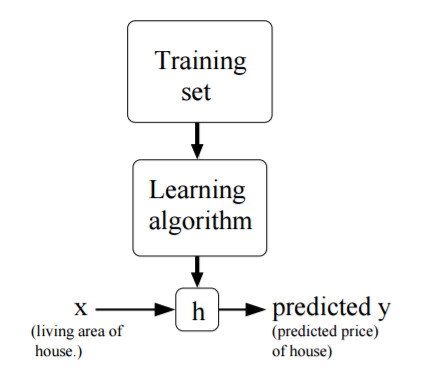 Training
set
Learning
algorithm
x
(living area of
house.)
h
predicted y
(predicted price)
of house)